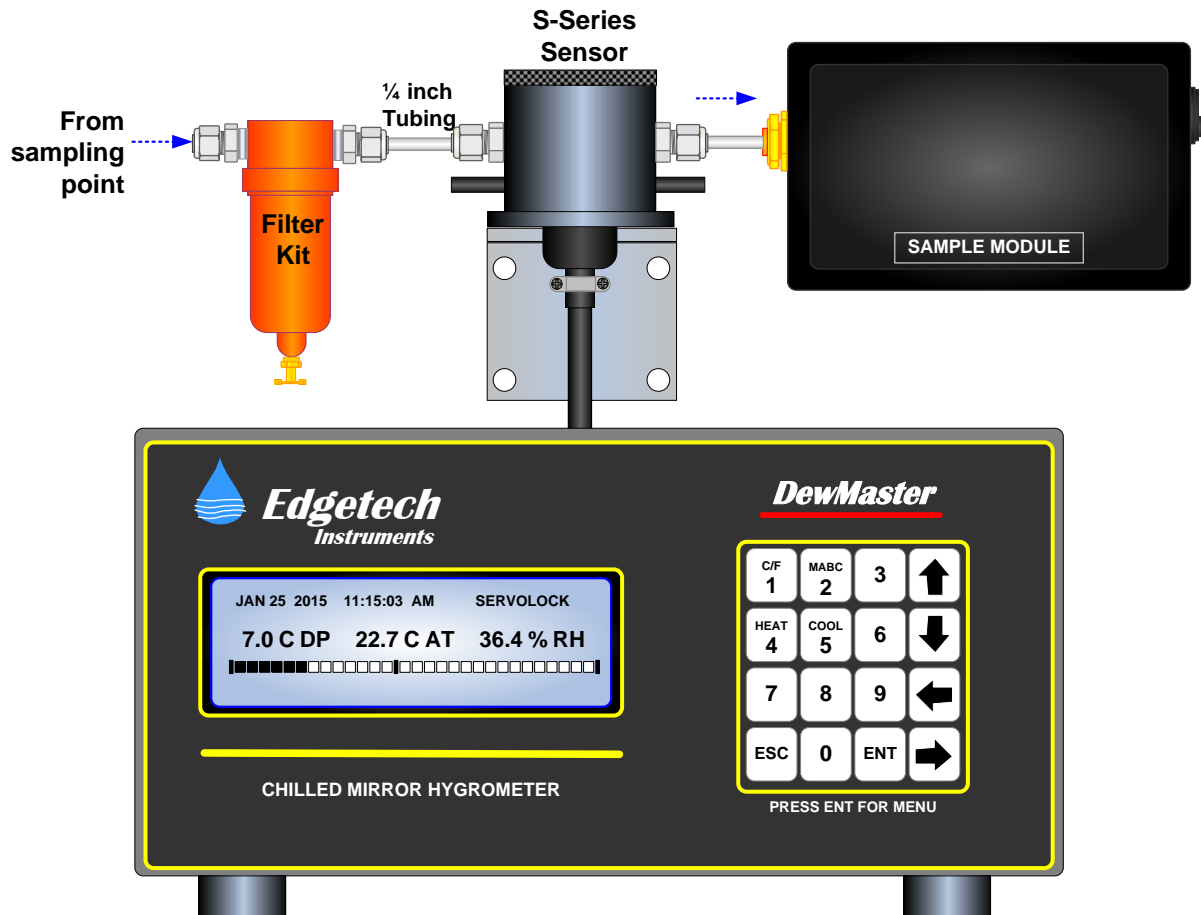 S-Series
Sensor
¼ inch
Tubing
From
sampling
point
Filter
Kit
SAMPLE MODULE
Edgetech
Instruments
DewMaster
JAN 25 2015 11:15:03 AM SERVOLOCK
7.0 C DP 22.7 C AT 36.4 % RH
CHILLED MIRROR HYGROMETER
C/F
1
MABC
2
3
HEAT
4
COOL
5
6
7
8
9
ESC
0
ENT
PRESS ENT FOR MENU